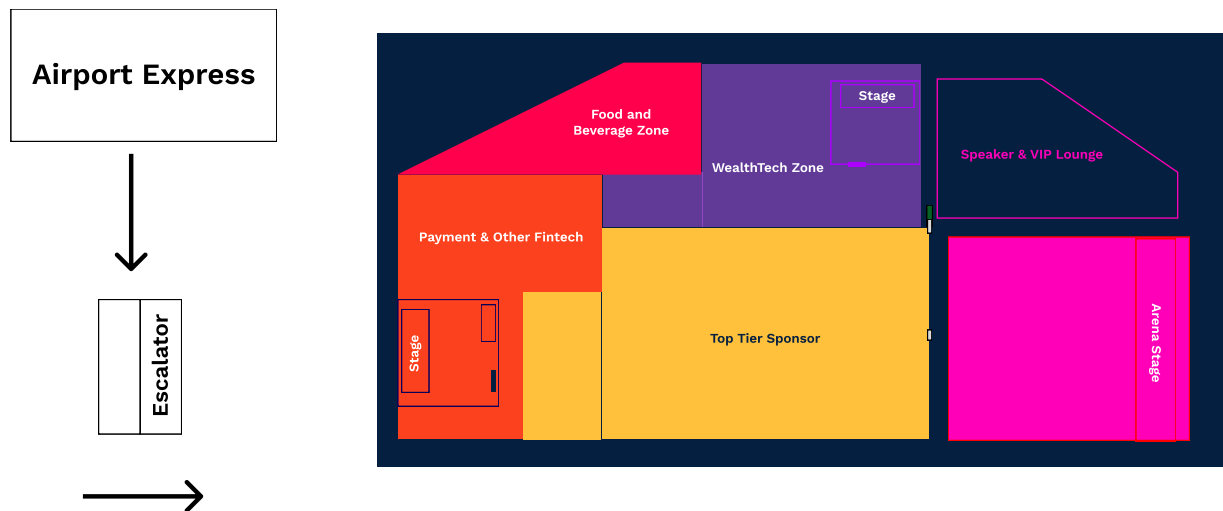 Airport Express
Escalator
Food and
Beverage Zone
Stage
WealthTech Zone
Speaker & VIP Lounge
Payment & Other Fintech
Stage
Top Tier Sponsor
Arena Stage